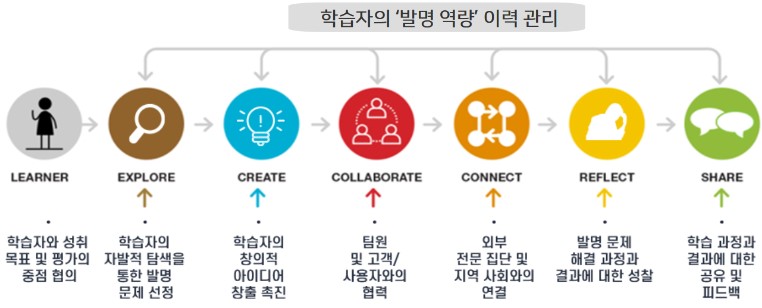 학습자의 ‘발명 역량’ 이력 관리
LEARNER
EXPLORE
CREATE
COLLABORATE
CONNECT
REFLECT
SHARE
학습자와 성취
목표 및 평가의
중점 협의
학습자의
자발적 탐색을
통한 발명
문제 선정
학습자의
창의적
아이디어
창출 촉진
팀원
및 고객/
사용자와의
협력
외부
전문 집단 및
지역 사회와의
연결
발명 문제
해결 과정과
결과에 대한 성찰
학습 과정과
결과에 대한
공유 및
피드백